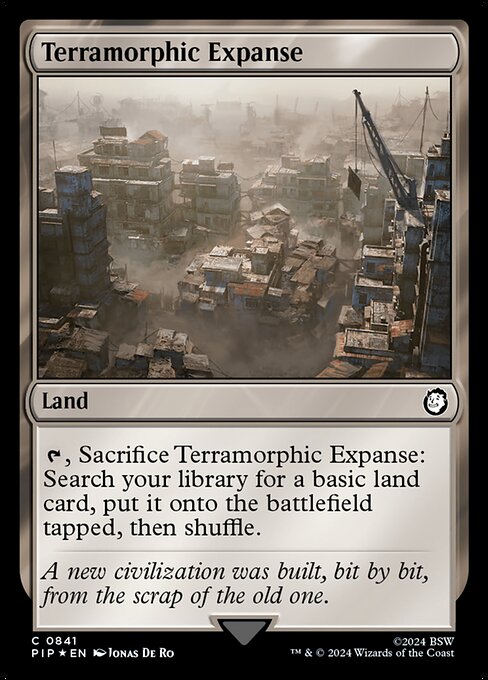 Terramorphic Expanse
Land
, Sacrifice Terramorphic Expanse:
Search your library for a basic land
card, put it onto the battlefield
tapped, then shuffle.
A new civilization was built, bit by bit,
from the scrap of the old one.
C 0841
PIP★EN Jonas De Ro
©2024 BSW
™ & © 2024 Wizards of the Coast